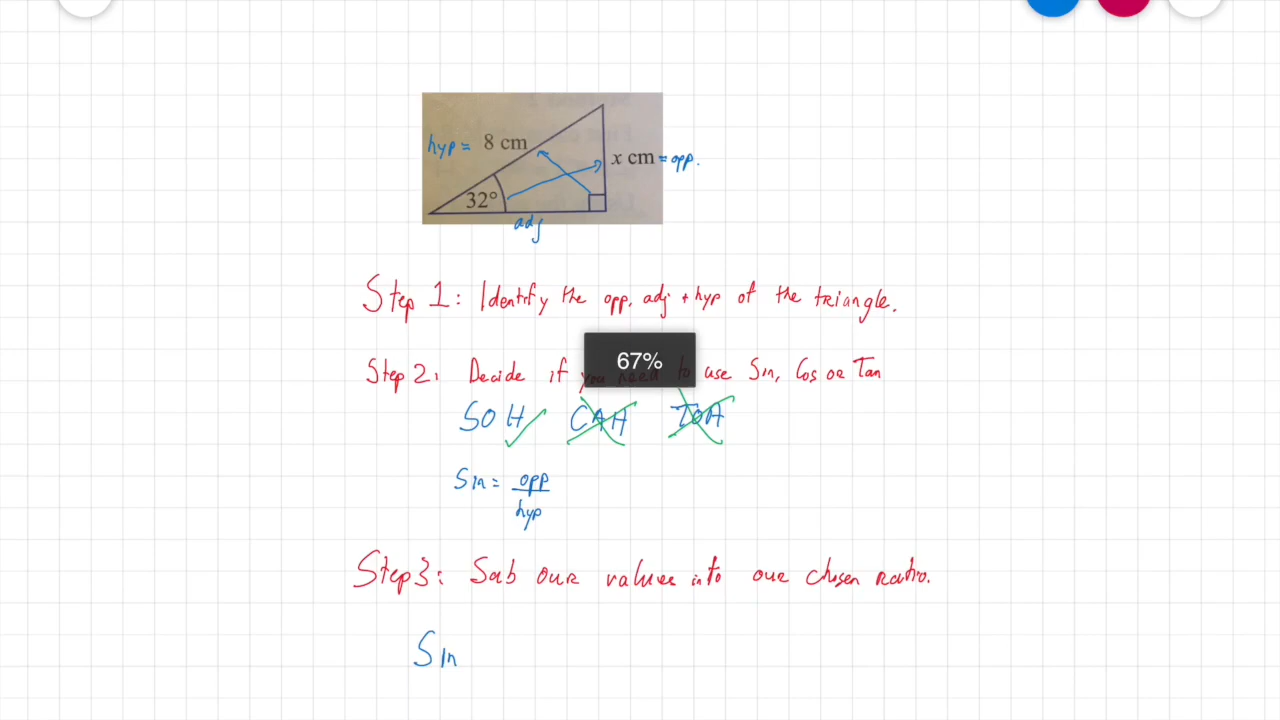 hyp = 8 cm
x cm = opp.
32°
adj
Step 1: Identify the opp, adj + hyp of the triangle.
67%
Step 2: Decide if you need to use Sin, Cos or Tan
SOH CAH TOA
Sin = opp
hyp
Step 3: Sub our values into our chosen ratio.
Sin